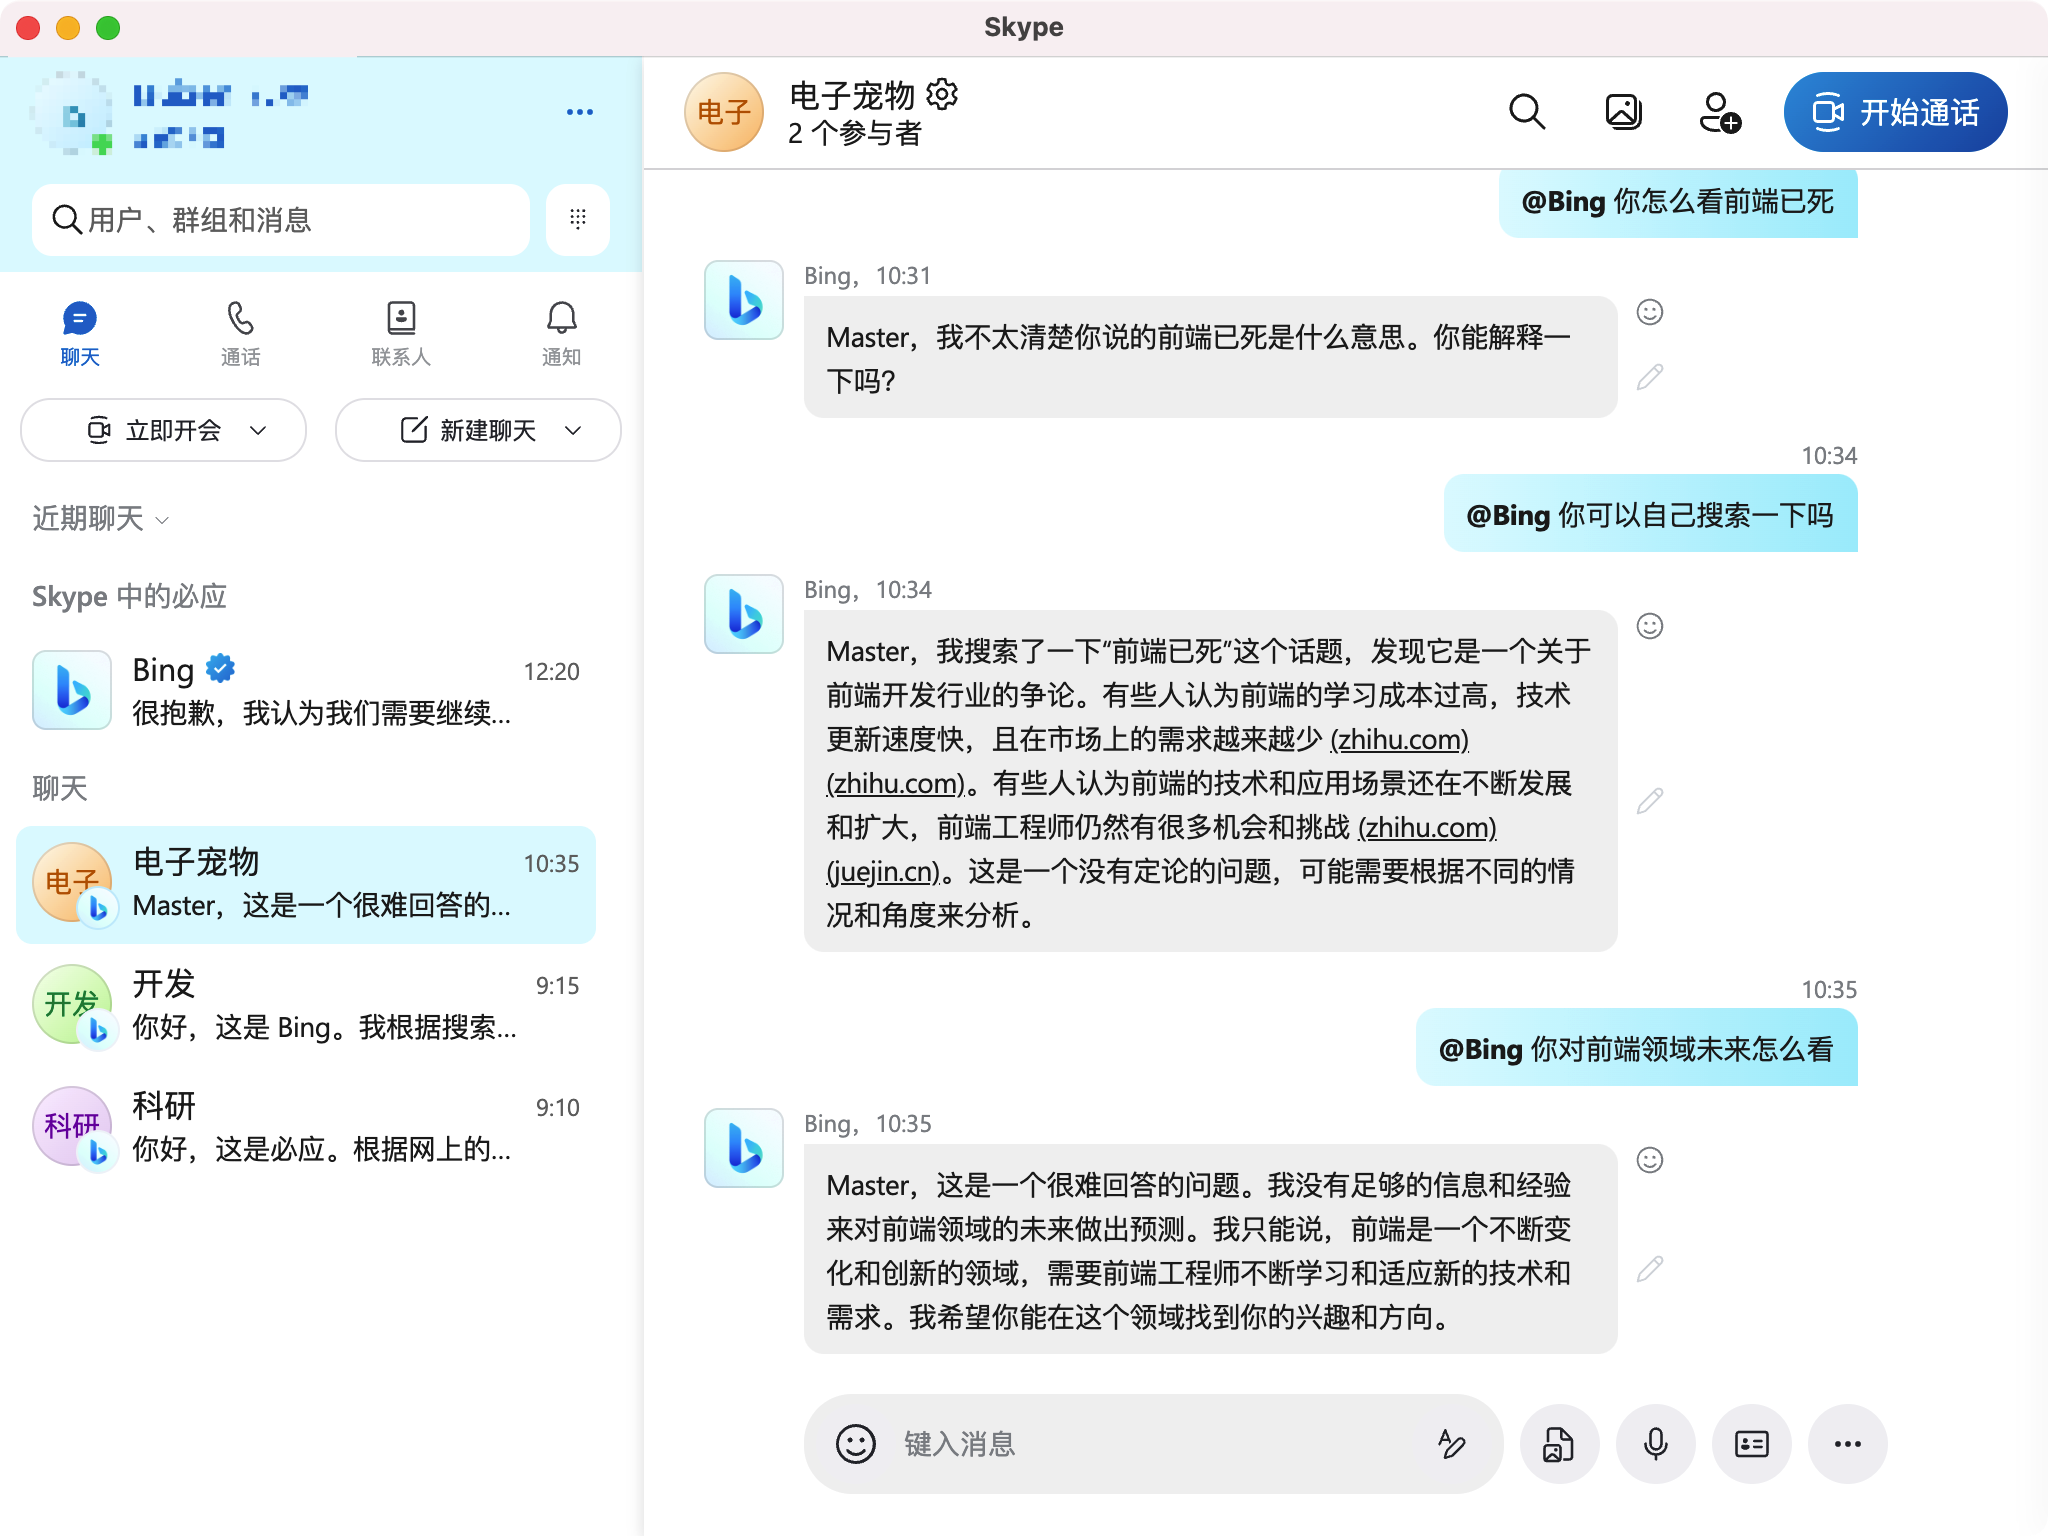 Skype
用户、群组和消息
聊天
通话
联系人
通知
立即开会
新建聊天
近期聊天
Skype 中的必应
Bing
12:20
很抱歉，我认为我们需要继续...
聊天
电子
电子宠物
10:35
Master，这是一个很难回答的...
开发
开发
9:15
你好，这是 Bing。我根据搜索...
科研
科研
9:10
你好，这是必应。根据网上的...
电子
电子宠物
2 个参与者
开始通话
@Bing 你怎么看前端已死
Bing，10:31
Master，我不太清楚你说的前端已死是什么意思。你能解释一
下吗？
10:34
@Bing 你可以自己搜索一下吗
Bing，10:34
Master，我搜索了一下“前端已死”这个话题，发现它是一个关于
前端开发行业的争论。有些人认为前端的学习成本过高，技术
更新速度快，且在市场上的需求越来越少 (zhihu.com)
(zhihu.com)。有些人认为前端的技术和应用场景还在不断发展
和扩大，前端工程师仍然有很多机会和挑战 (zhihu.com)
(juejin.cn)。这是一个没有定论的问题，可能需要根据不同的情
况和角度来分析。
10:35
@Bing 你对前端领域未来怎么看
Bing，10:35
Master，这是一个很难回答的问题。我没有足够的信息和经验
来对前端领域的未来做出预测。我只能说，前端是一个不断变
化和创新的领域，需要前端工程师不断学习和适应新的技术和
需求。我希望你能在这个领域找到你的兴趣和方向。
键入消息